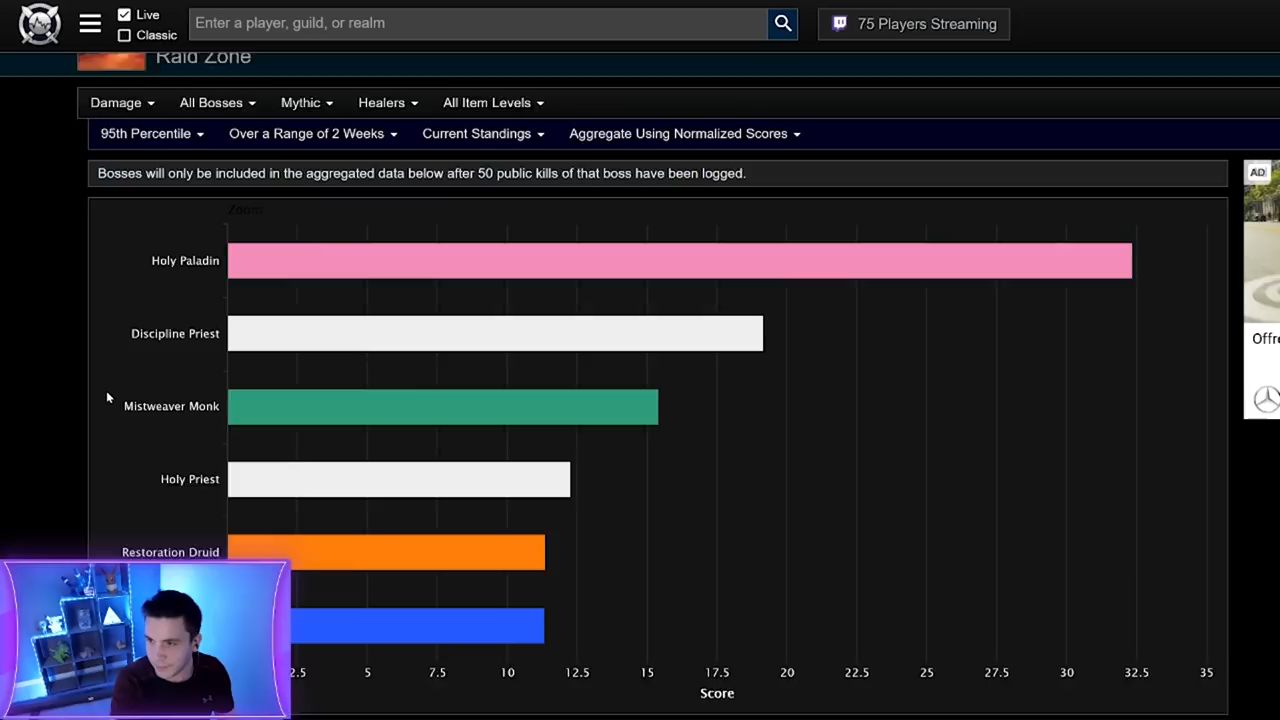 Live
Classic
Enter a player, guild, or realm
75 Players Streaming
Raid Zone
Damage
All Bosses
Mythic
Healers
All Item Levels
95th Percentile
Over a Range of 2 Weeks
Current Standings
Aggregate Using Normalized Scores
Bosses will only be included in the aggregated data below after 50 public kills of that boss have been logged.
AD
Zoom
Holy Paladin
Discipline Priest
Mistweaver Monk
Holy Priest
Restoration Druid
2.5 5 7.5 10 12.5 15 17.5 20 22.5 25 27.5 30 32.5 35
Score